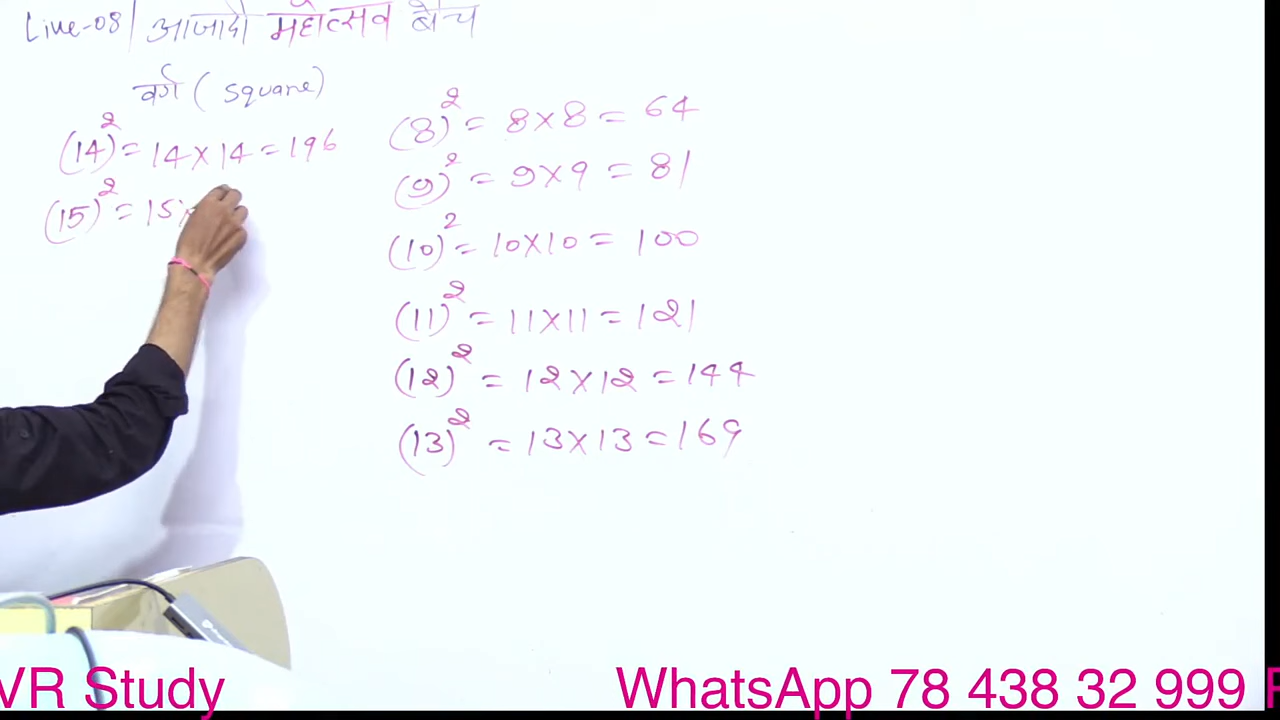 Live-08| आजादी महोत्सव बैच
वर्ग ( square)
(14)² = 14 × 14 = 196
(15)² = 15×
(8)² = 8×8 = 64
(9)² = 9×9 = 81
(10)² = 10×10 = 100
(11)² = 11×11 = 121
(12)² = 12×12 = 144
(13)² = 13×13 = 169
VR Study
WhatsApp 78 438 32 999